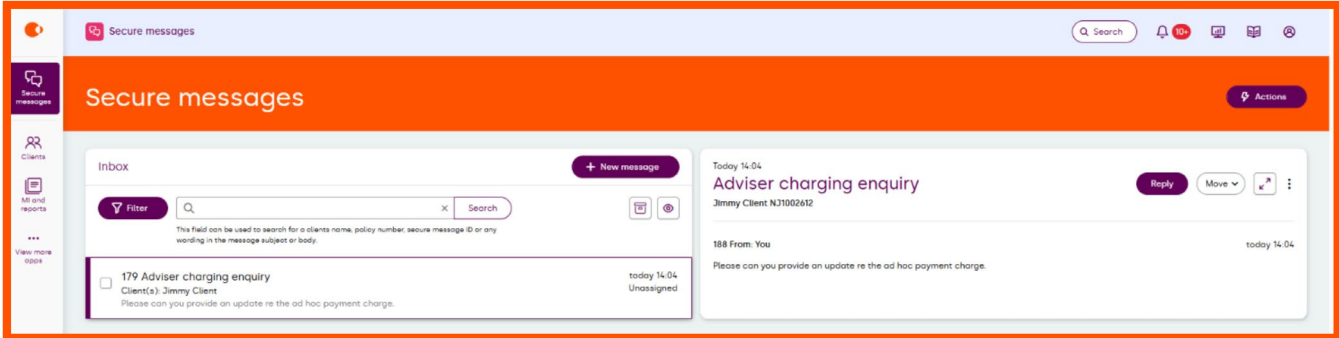 Secure messages
Search
10+
Secure
messages
Secure messages
Actions
Clients
MI and
reports
View more
apps
Inbox
New message
Filter
Search
This field can be used to search for a clients name, policy number, secure message ID or any
wording in the message subject or body.
179 Adviser charging enquiry
today 14:04
Client(s): Jimmy Client
Unassigned
Please can you provide an update re the ad hoc payment charge.
Today 14:04
Adviser charging enquiry
Reply
Move
Jimmy Client NJ1002612
188 From: You
today 14:04
Please can you provide an update re the ad hoc payment charge.